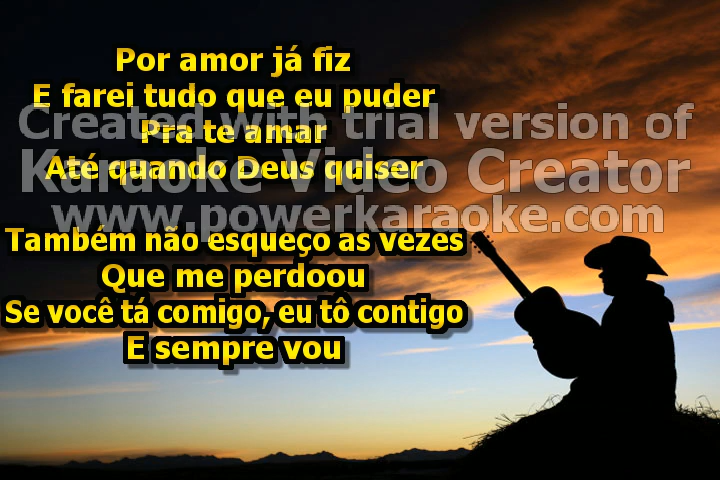 Por amor já fiz
E farei tudo que eu puder
Created with trial version of
Pra te amar
Até quando Deus quiser
Karaoke Video Creator
www.powerkaraoke.com
Também não esqueço as vezes
Que me perdoou
Se você tá comigo, eu tô contigo
E sempre vou